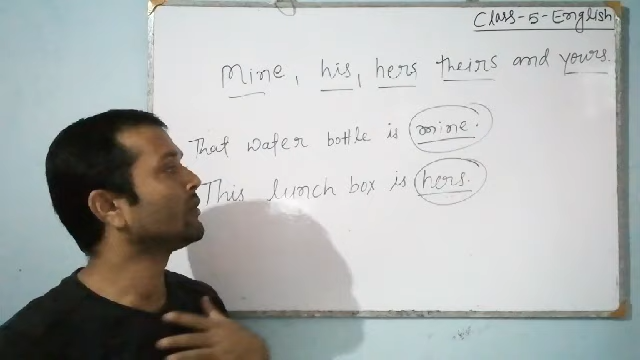 Class-5-English
Mine, his, hers theirs and yours.
That water bottle is mine.
This lunch box is hers.